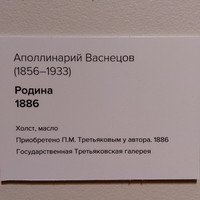 Аполлинарий Васнецов
(1856–1933)
Родина
1886
Холст, масло
Приобретено П.М. Третьяковым у автора. 1886
Государственная Третьяковская галерея